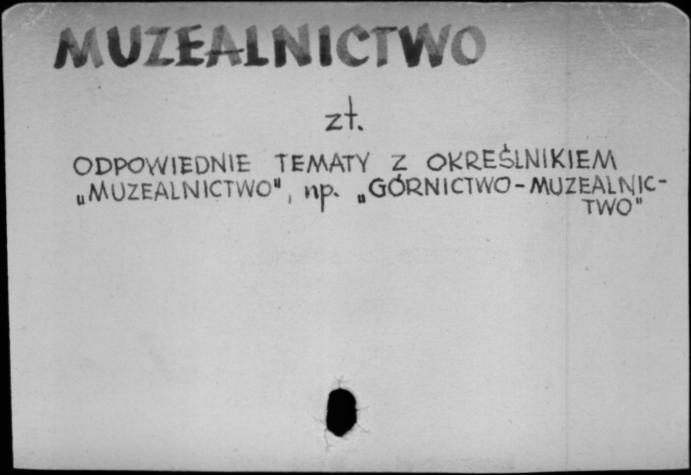 MUZEALNICTWO
zt.
ODPOWIEDNIE TEMATY Z OKREŚLNIKIEM
„MUZEALNICTWO", np. „GÓRNICTWO-MUZEALNIC-
TWO"